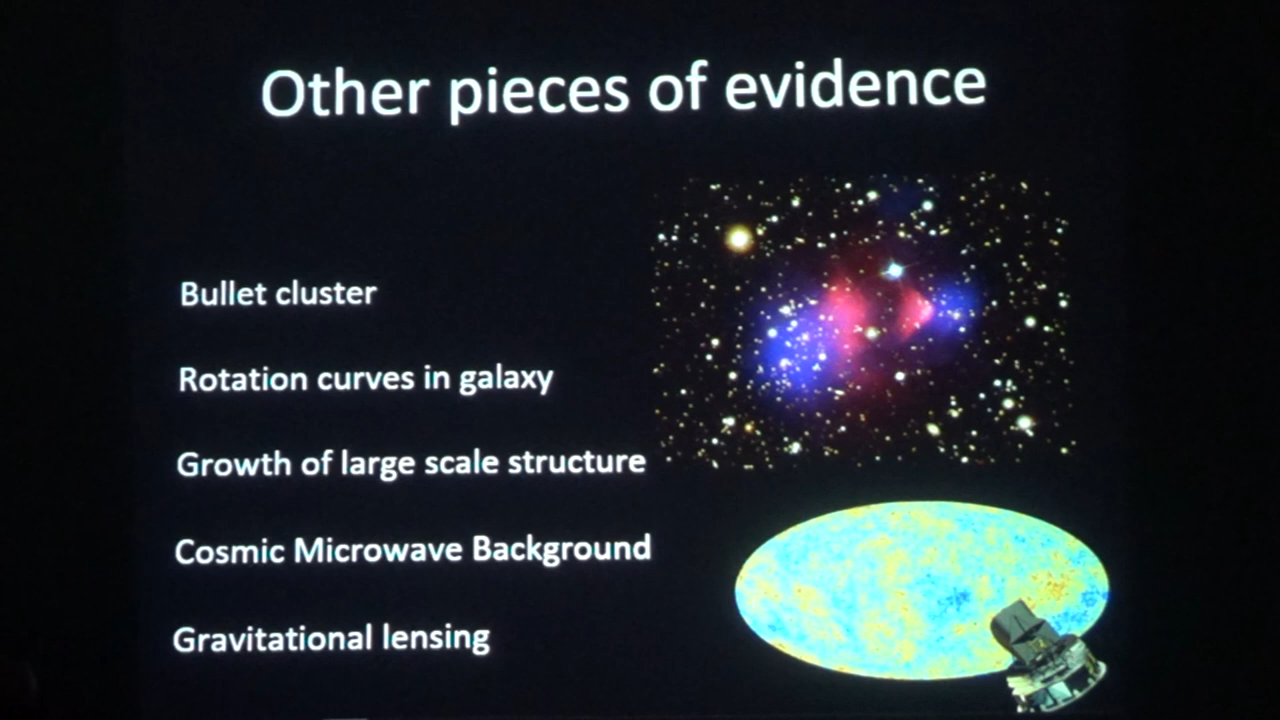 Other pieces of evidence
Bullet cluster
Rotation curves in galaxy
Growth of large scale structure
Cosmic Microwave Background
Gravitational lensing